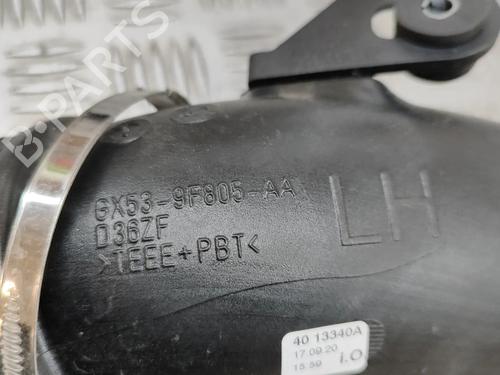 GX53-9F805-AA
D36ZF
>TEEE+PBT<
LH
40 13340A
17.09.20
15:59 i.O.
B-PARTS